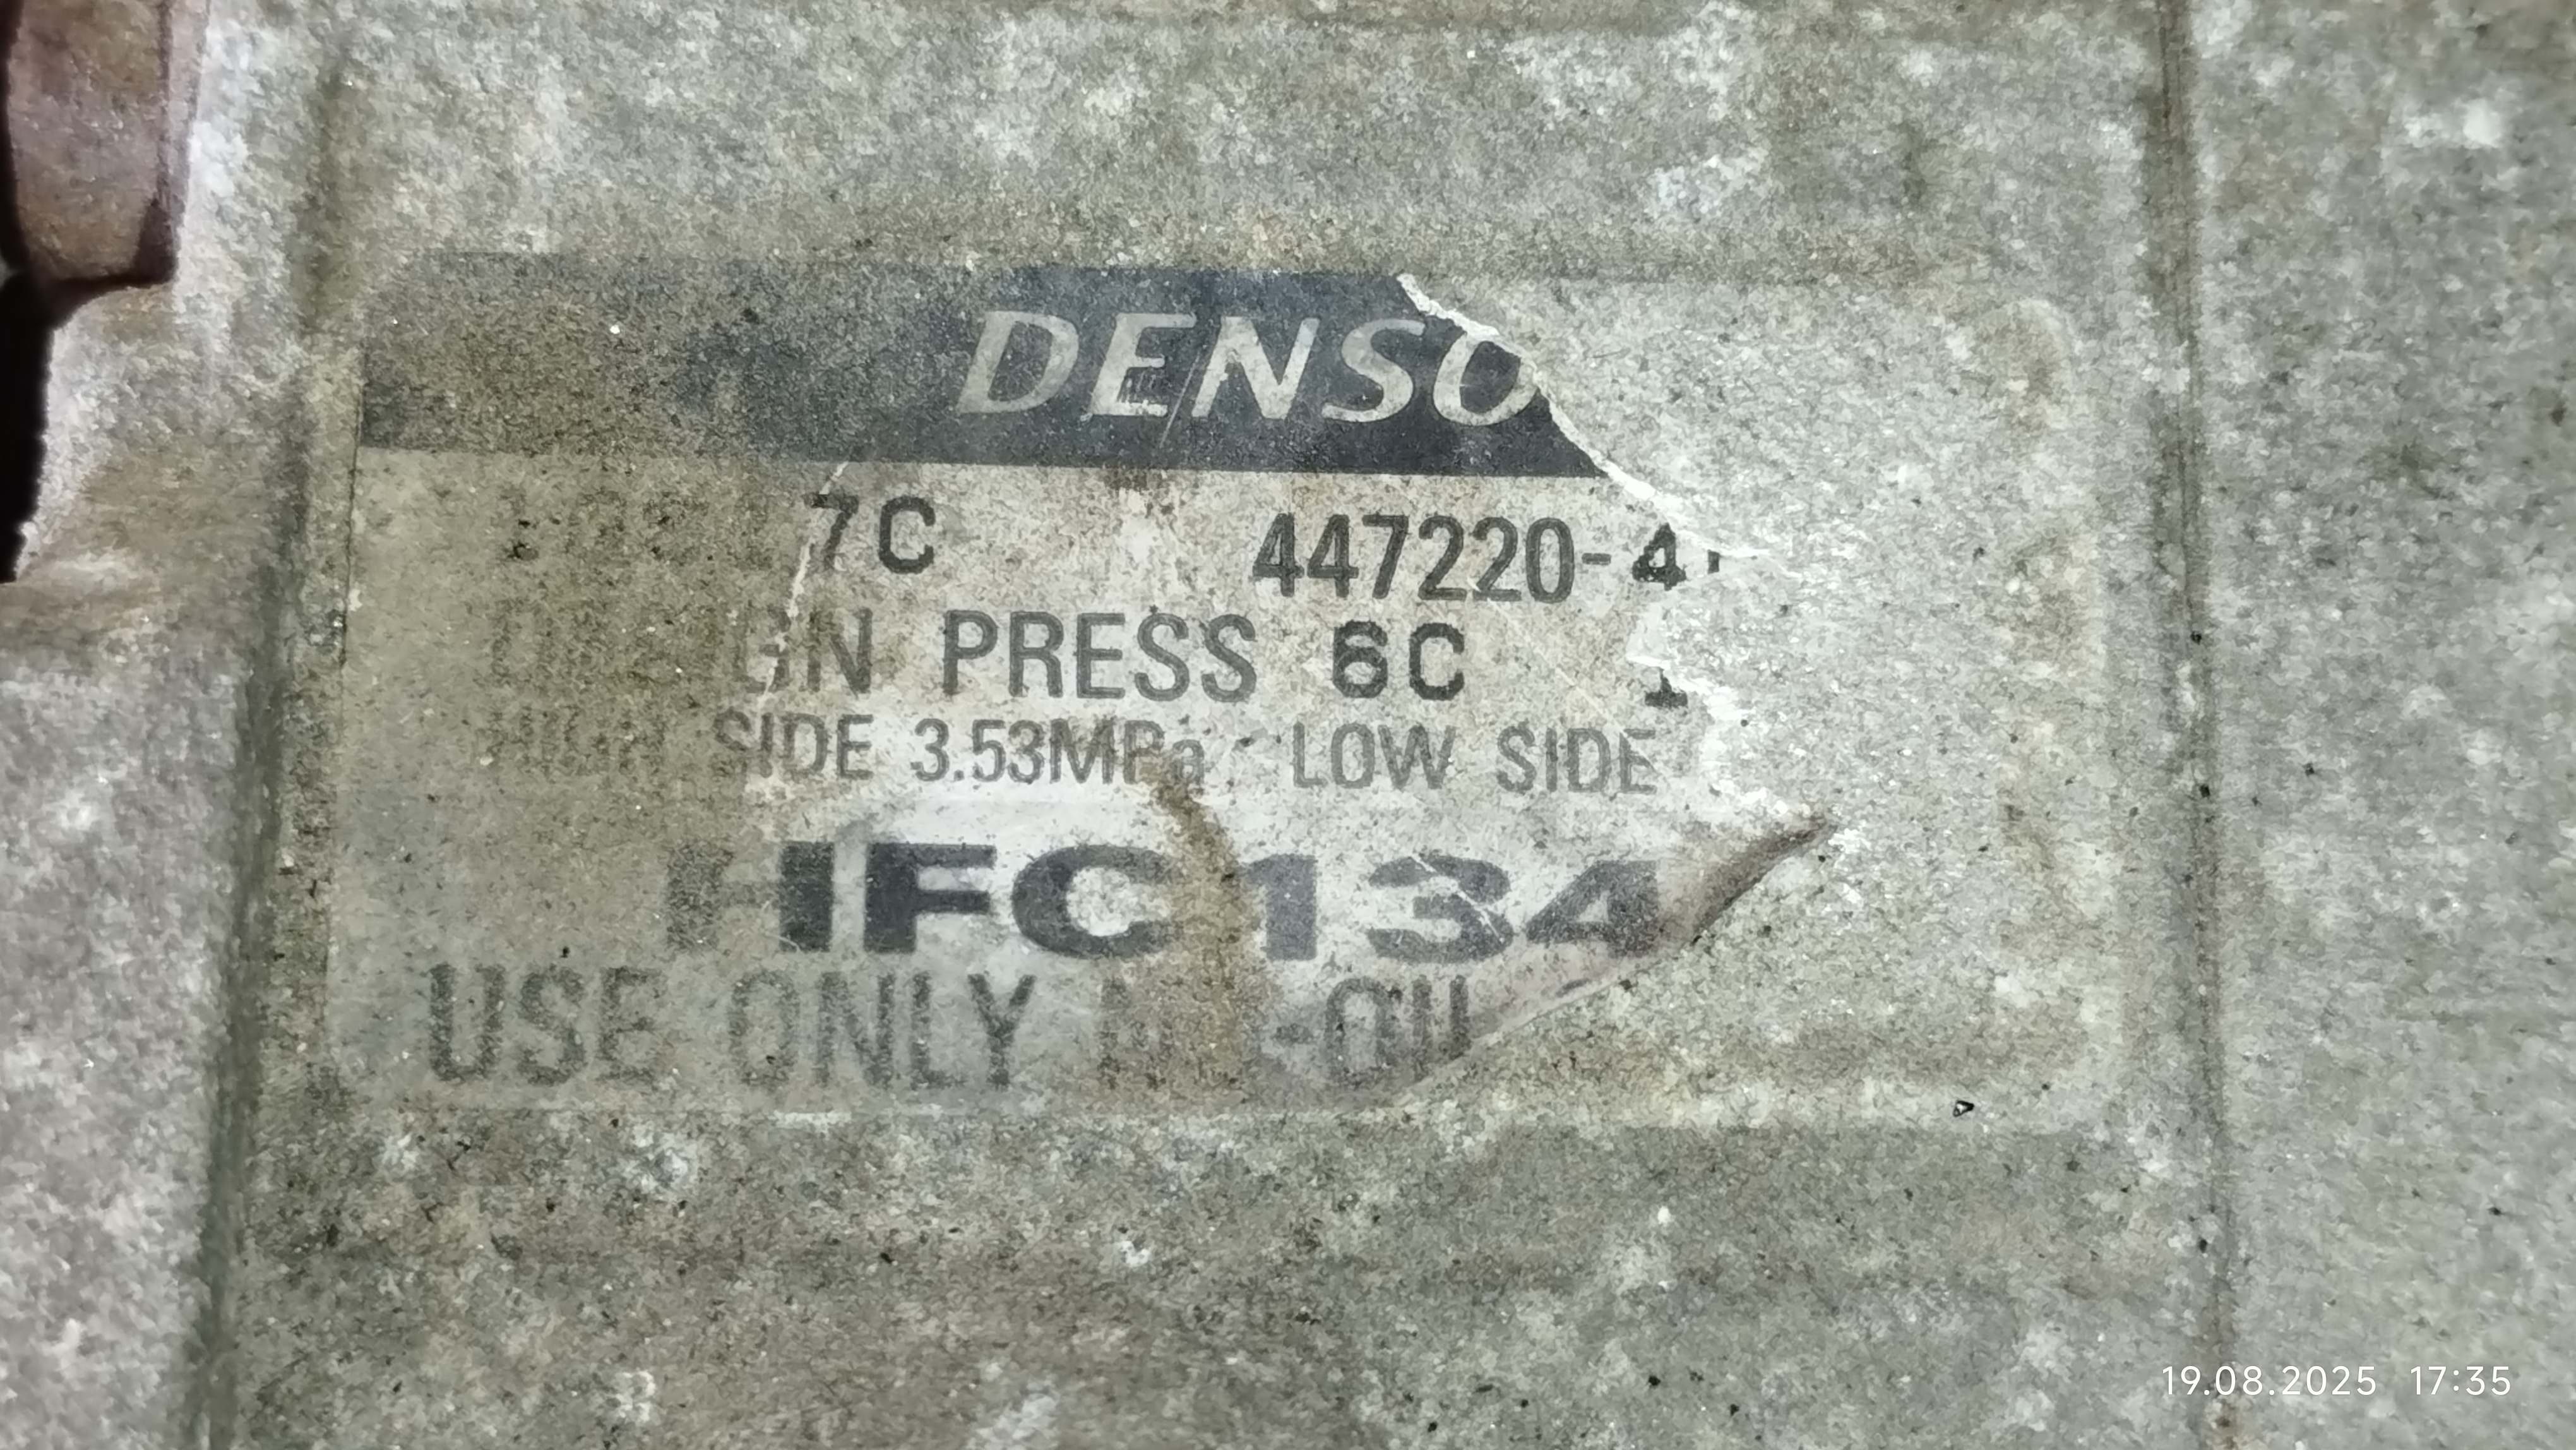 DENSO
7C 447220-4
PRESS 6C
SIDE 3.53MPa LOW SIDE
HFC134
USE ONLY
19.08.2025 17:35